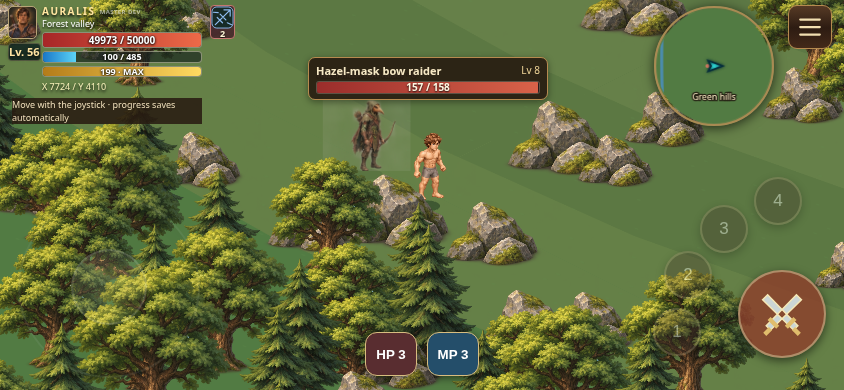 AURALIS MASTER DEV
Forest valley
49973 / 50000
Lv. 56
100 / 485
199 · MAX
X 7724 / Y 4110
2
Move with the joystick · progress saves
automatically
Hazel-mask bow raider
Lv 8
157 / 158
Green hills
4
3
2
1
HP 3
MP 3